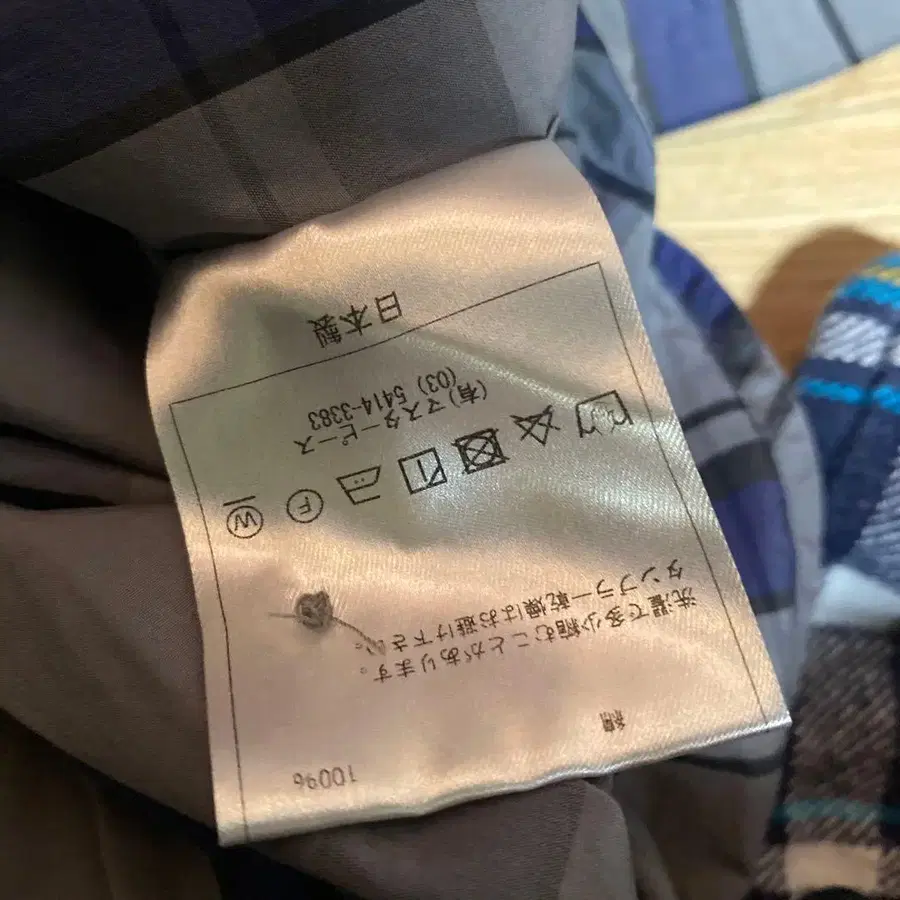 綿 100%
洗濯で多少縮むことがあります。
タンブラー乾燥はお避け下さい。
F
W
(有)マスターピース
(03) 5414-3383
日本製